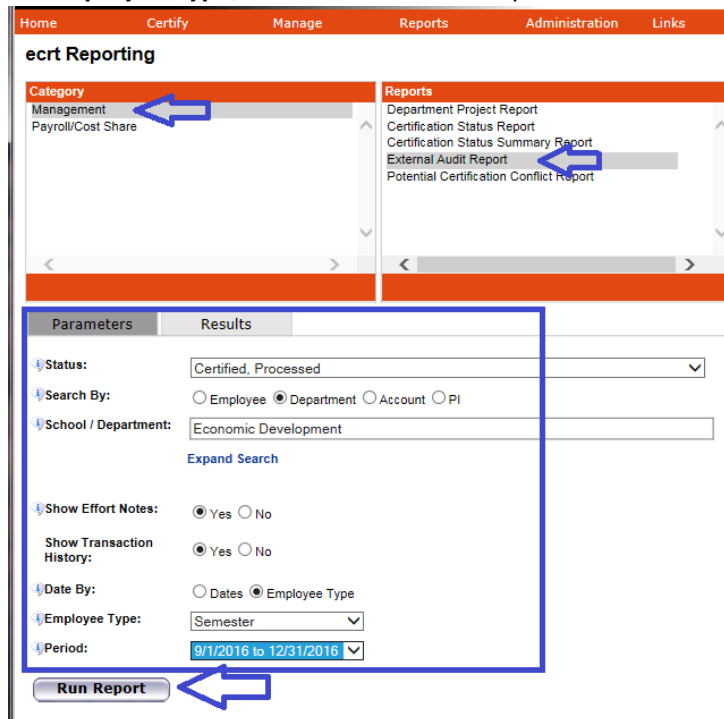 Home Certify Manage Reports Administration Links
ecrt Reporting
Category
Management
Payroll/Cost Share
Reports
Department Project Report
Certification Status Report
Certification Status Summary Report
External Audit Report
Potential Certification Conflict Report
Parameters Results
Status: Certified, Processed
Search By: Employee Department Account PI
School / Department: Economic Development
Expand Search
Show Effort Notes: Yes No
Show Transaction
History: Yes No
Date By: Dates Employee Type
Employee Type: Semester
Period: 9/1/2016 to 12/31/2016
Run Report